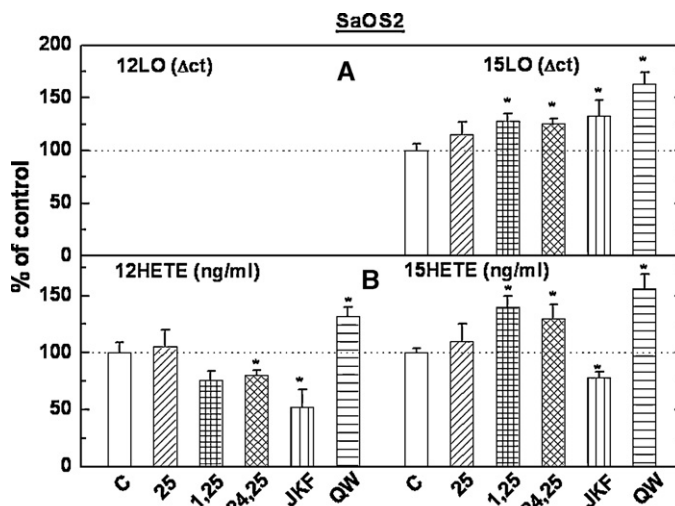 SaOS2
12LO (Δct) A 15LO (Δct)
200
150
100
50
0
% of control
12HETE (ng/ml) B 15HETE (ng/ml)
150
100
50
0
C 25 1,25 24,25 JKF QW C 25 1,25 24,25 JKF QW
* * * *
* * * * * * *